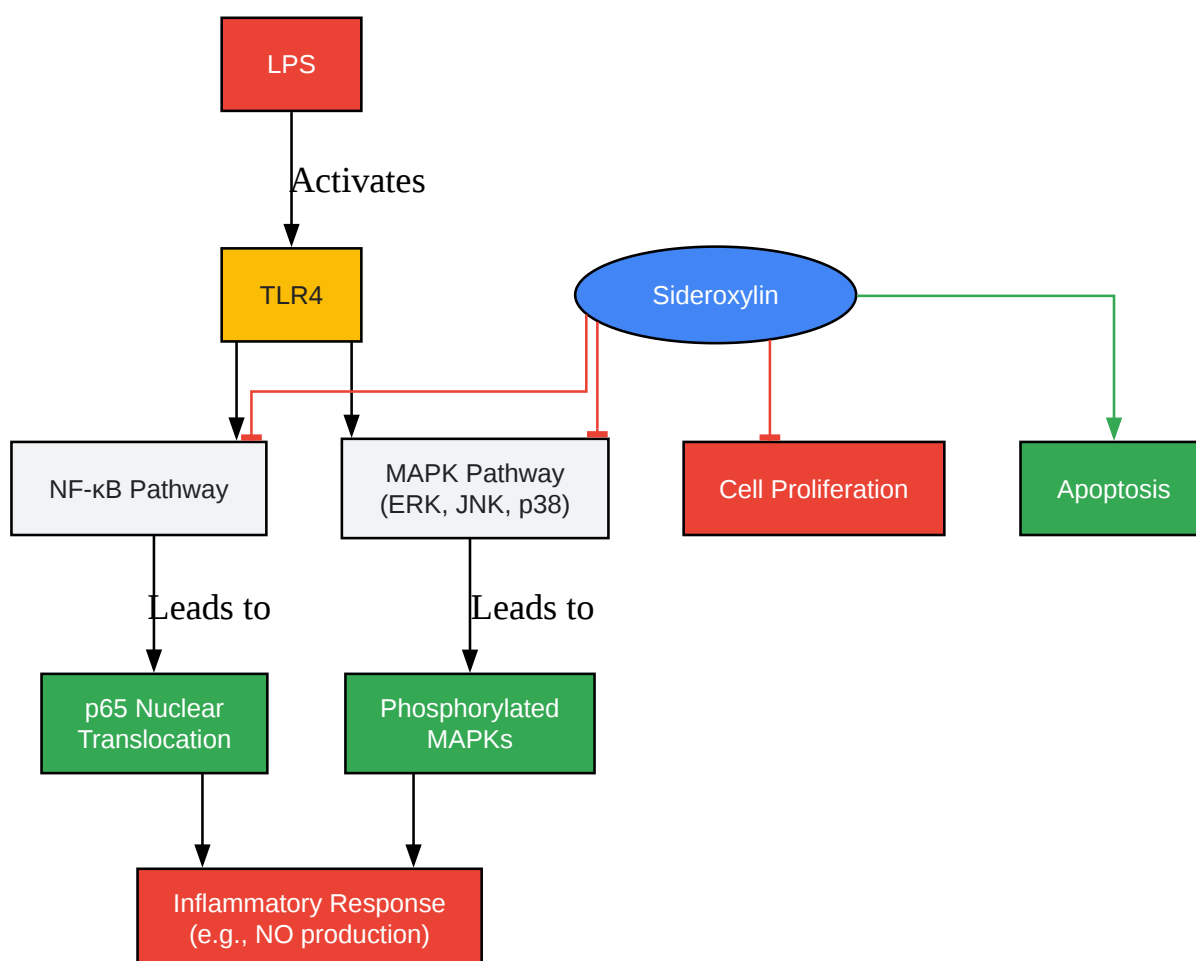 LPS
Activates
TLR4
Sideroxylin
NF-κB Pathway
MAPK Pathway
(ERK, JNK, p38)
Cell Proliferation
Apoptosis
Leads to
Leads to
p65 Nuclear
Translocation
Phosphorylated
MAPKs
Inflammatory Response
(e.g., NO production)